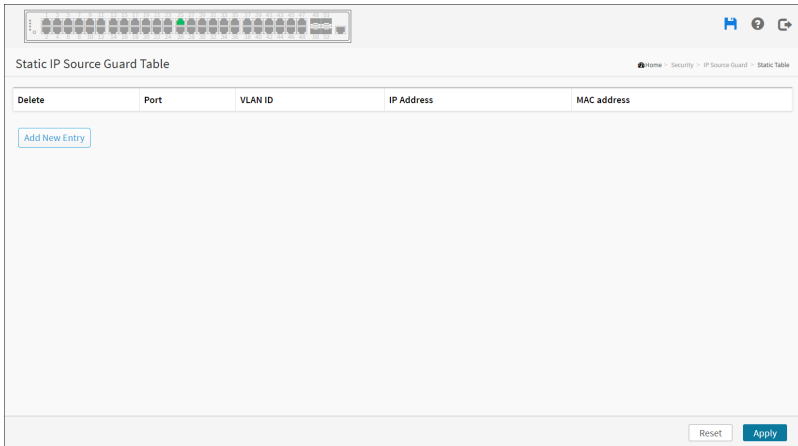 Static IP Source Guard Table
Home > Security > IP Source Guard > Static Table
Delete Port VLAN ID IP Address MAC address
Add New Entry
Reset Apply